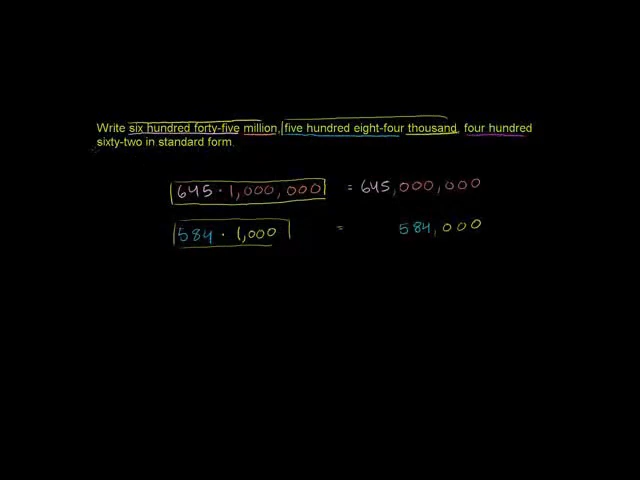 Write six hundred forty-five million, five hundred eight-four thousand, four hundred
sixty-two in standard form.
645 · 1,000,000 = 645,000,000
584 · 1,000 = 584,000